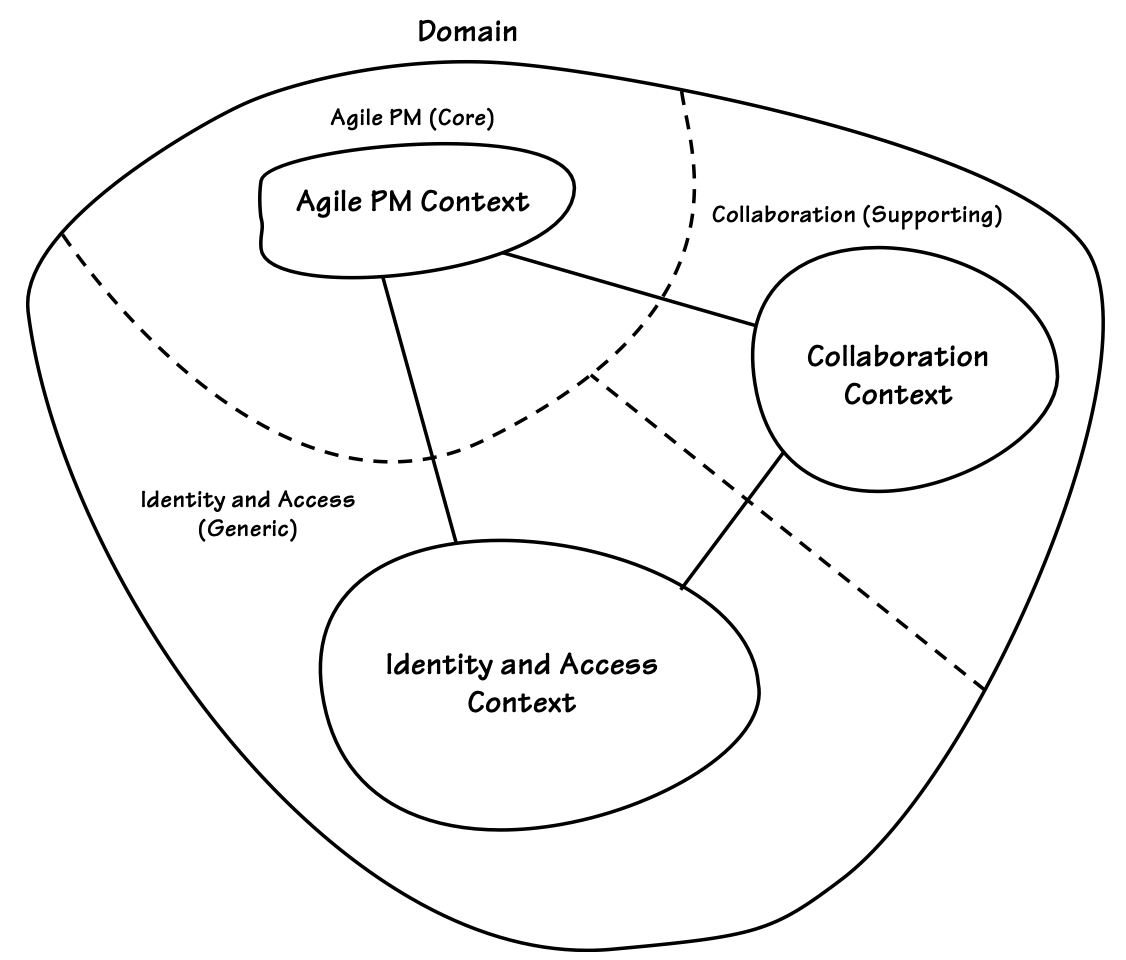 Domain
Agile PM (Core)
Agile PM Context
Collaboration (Supporting)
Collaboration
Context
Identity and Access
(Generic)
Identity and Access
Context